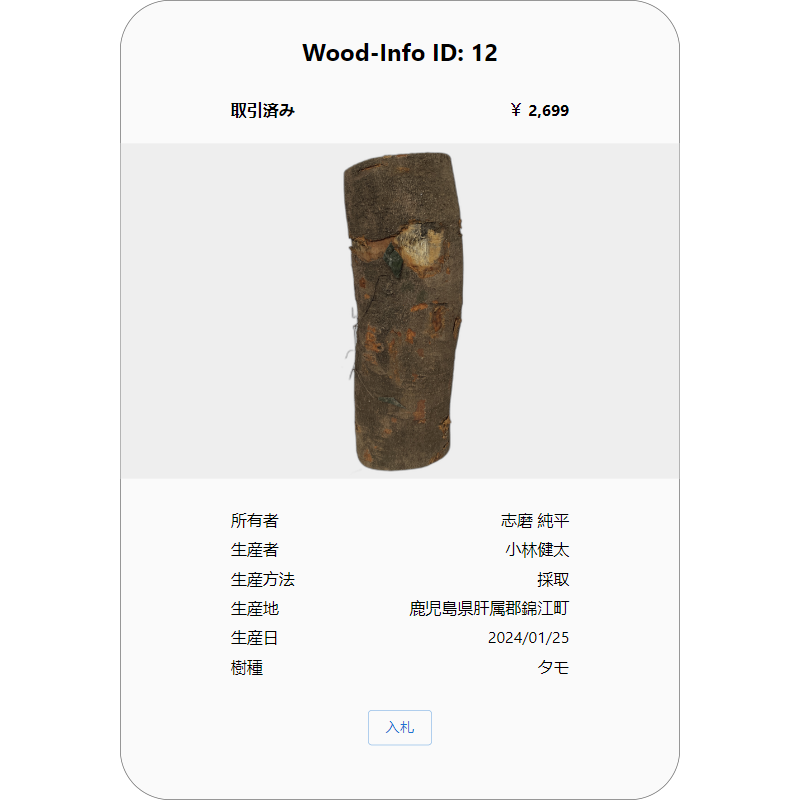 Wood-Info ID: 12
取引済み ￥ 2,699
所有者 志磨 純平
生産者 小林健太
生産方法 採取
生産地 鹿児島県肝属郡錦江町
生産日 2024/01/25
樹種 タモ
入札